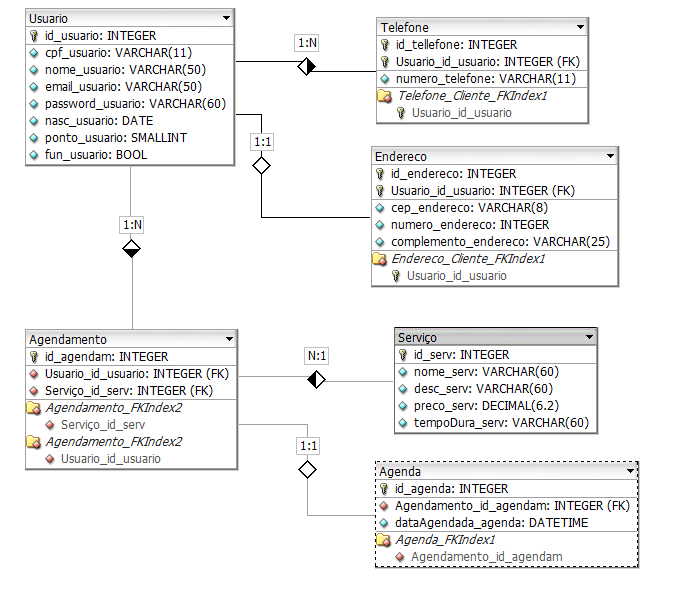 Usuario
id_usuario: INTEGER
cpf_usuario: VARCHAR(11)
nome_usuario: VARCHAR(50)
email_usuario: VARCHAR(50)
password_usuario: VARCHAR(60)
nasc_usuario: DATE
ponto_usuario: SMALLINT
fun_usuario: BOOL
1:N
Telefone
id_tellefone: INTEGER
Usuario_id_usuario: INTEGER (FK)
numero_telefone: VARCHAR(11)
Telefone_Cliente_FKIndex1
Usuario_id_usuario
1:1
Endereco
id_endereco: INTEGER
Usuario_id_usuario: INTEGER (FK)
cep_endereco: VARCHAR(8)
numero_endereco: INTEGER
complemento_endereco: VARCHAR(25)
Endereco_Cliente_FKIndex1
Usuario_id_usuario
1:N
Agendamento
id_agendam: INTEGER
Usuario_id_usuario: INTEGER (FK)
Serviço_id_serv: INTEGER (FK)
Agendamento_FKIndex2
Serviço_id_serv
Agendamento_FKIndex2
Usuario_id_usuario
N:1
Serviço
id_serv: INTEGER
nome_serv: VARCHAR(60)
desc_serv: VARCHAR(60)
preco_serv: DECIMAL(6.2)
tempoDura_serv: VARCHAR(60)
1:1
Agenda
id_agenda: INTEGER
Agendamento_id_agendam: INTEGER (FK)
dataAgendada_agenda: DATETIME
Agenda_FKIndex1
Agendamento_id_agendam